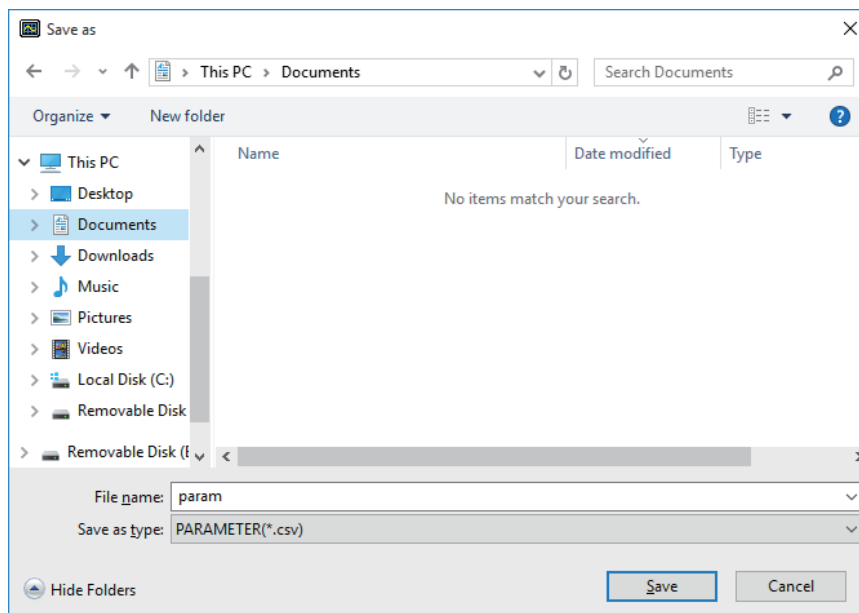 Save as
This PC > Documents
Search Documents
Organize
New folder
?
Name
Date modified
Type
No items match your search.
This PC
Desktop
Documents
Downloads
Music
Pictures
Videos
Local Disk (C:)
Removable Disk
Removable Disk (E
File name: param
Save as type: PARAMETER(*.csv)
Hide Folders
Save
Cancel